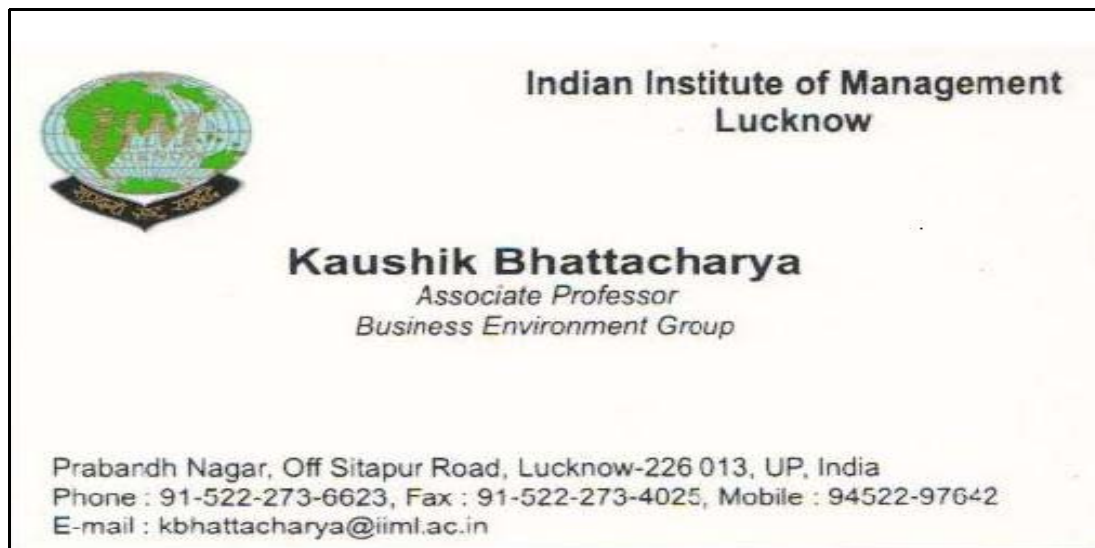 Indian Institute of Management
Lucknow
Kaushik Bhattacharya
Associate Professor
Business Environment Group
Prabandh Nagar, Off Sitapur Road, Lucknow-226 013, UP, India
Phone : 91-522-273-6623, Fax : 91-522-273-4025, Mobile : 94522-97642
E-mail : kbhattacharya@iiml.ac.in